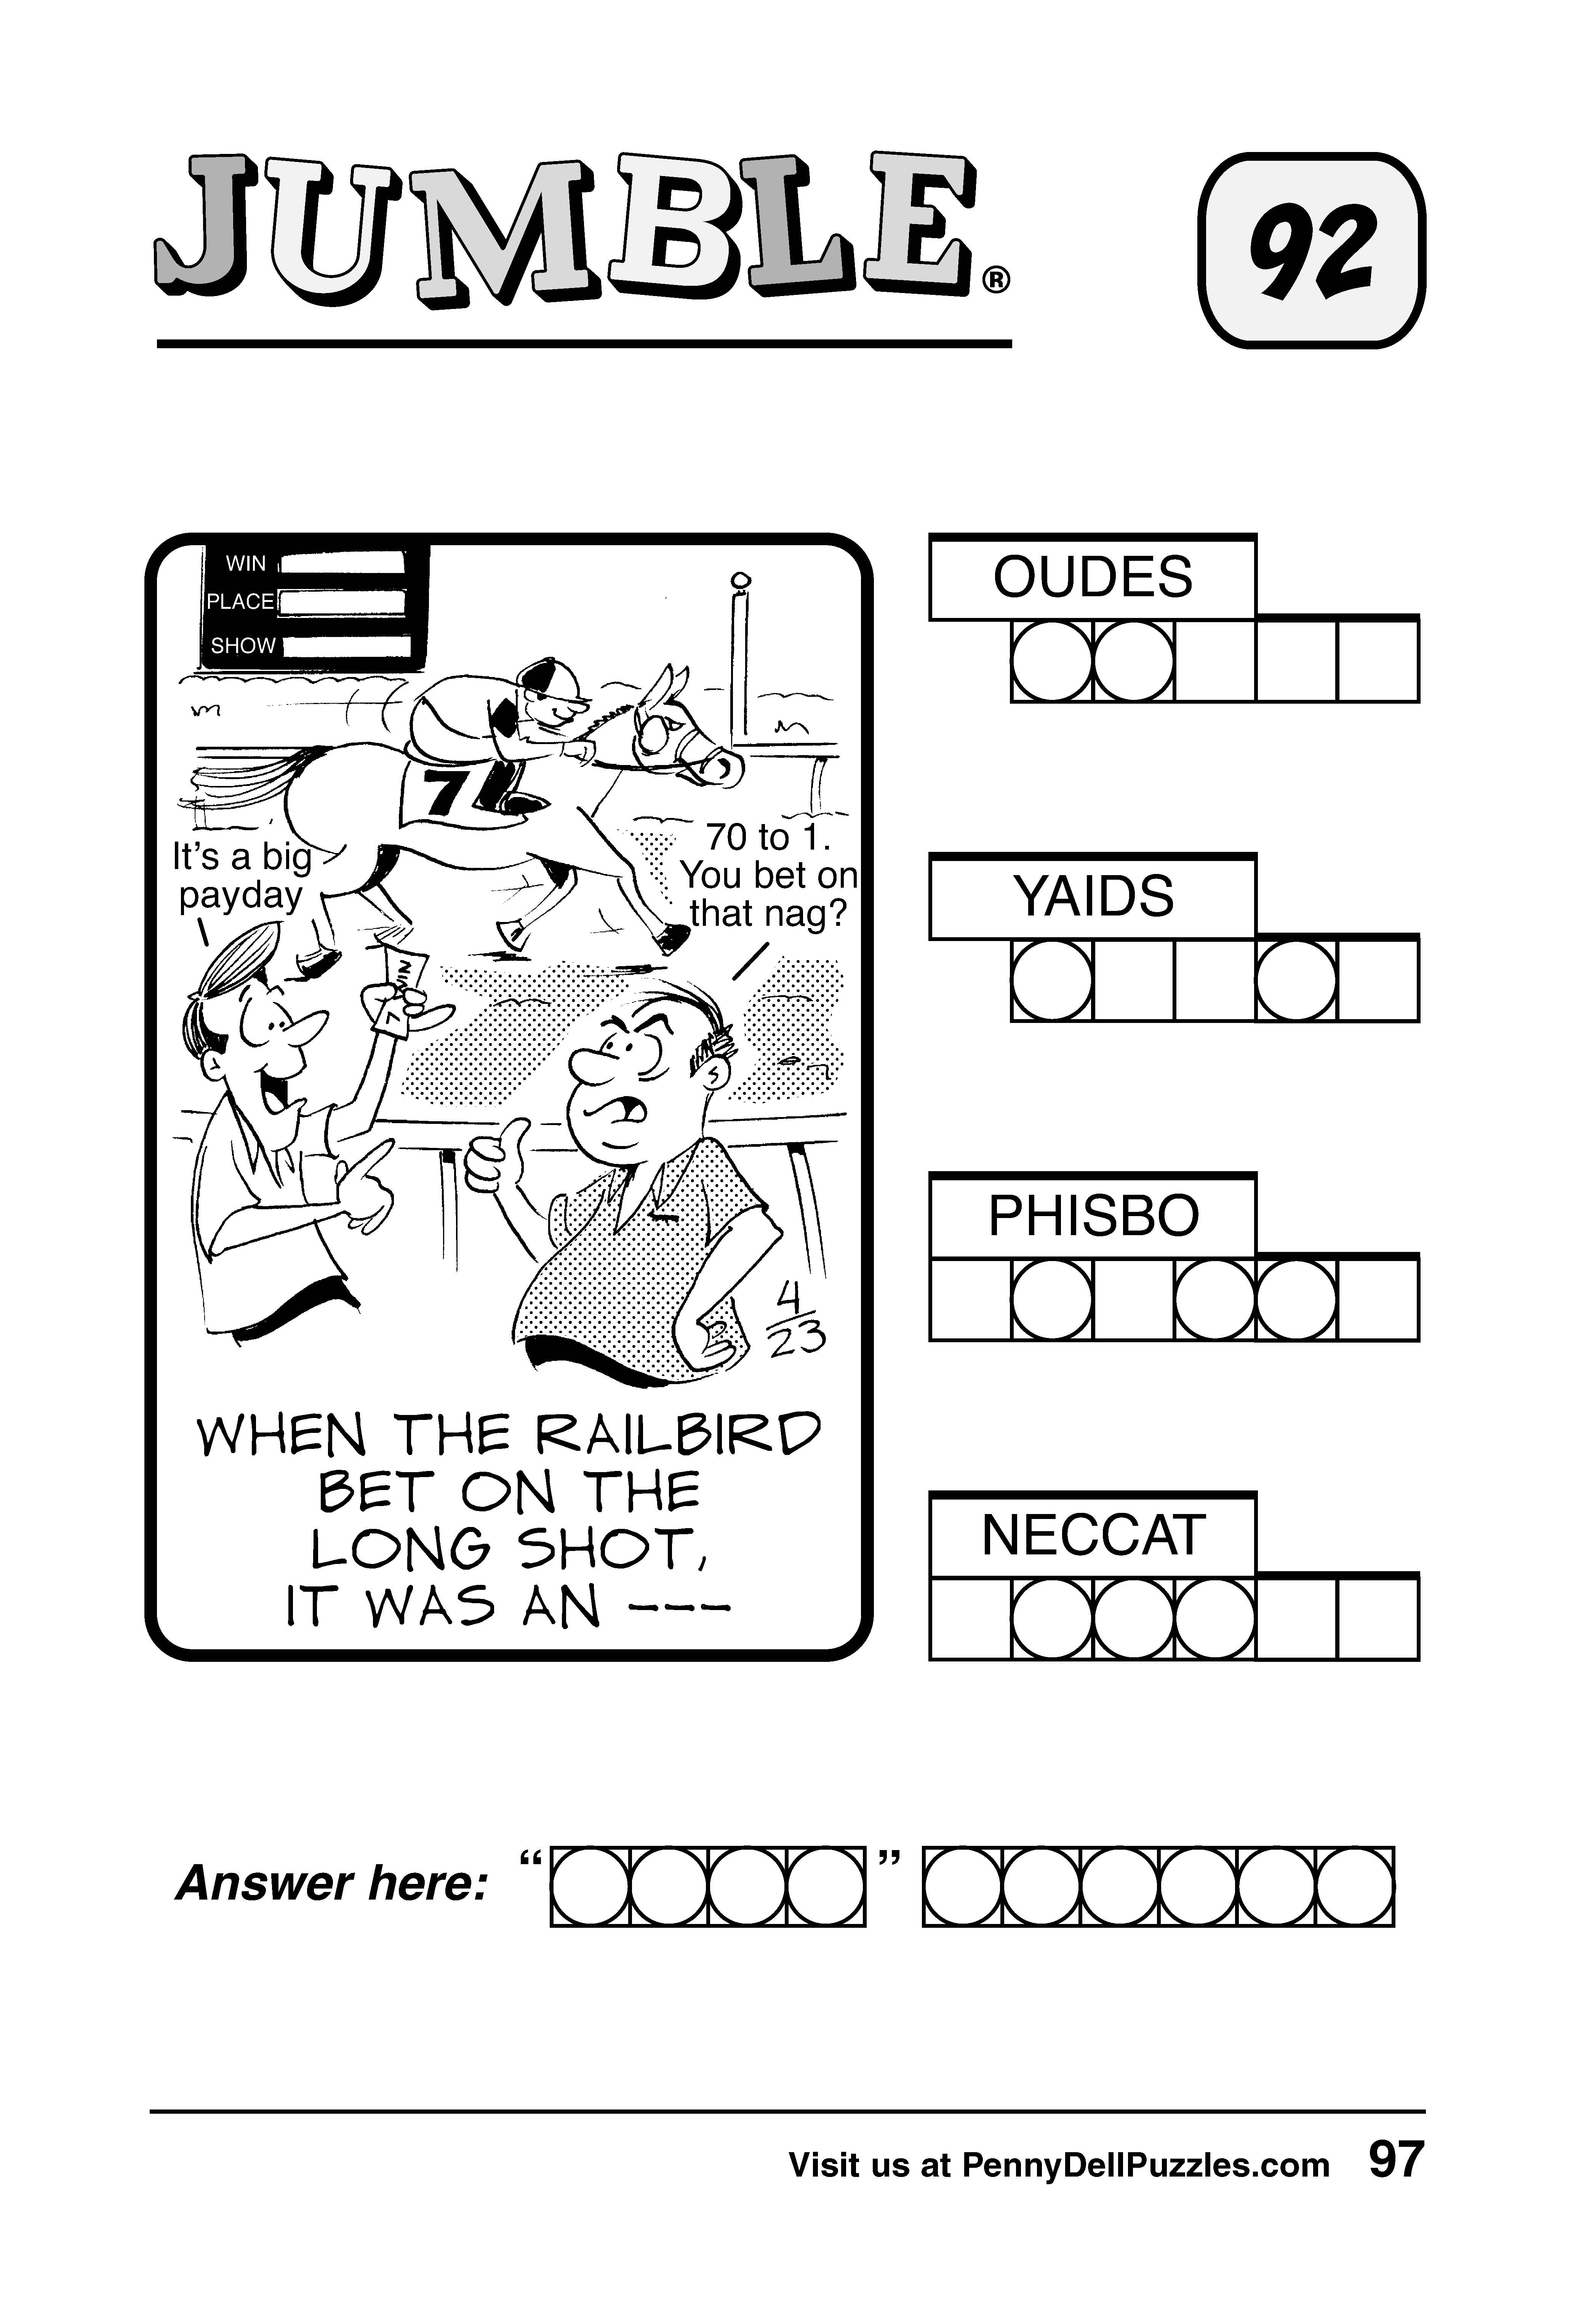 JUMBLE®
92
WIN
PLACE
SHOW
7
It's a big
payday
70 to 1.
You bet on
that nag?
WIN
7
4
23
WHEN THE RAILBIRD
BET ON THE
LONG SHOT,
IT WAS AN ---
OUDES
YAIDS
PHISBO
NECCAT
Answer here: “ ”
Visit us at PennyDellPuzzles.com 97